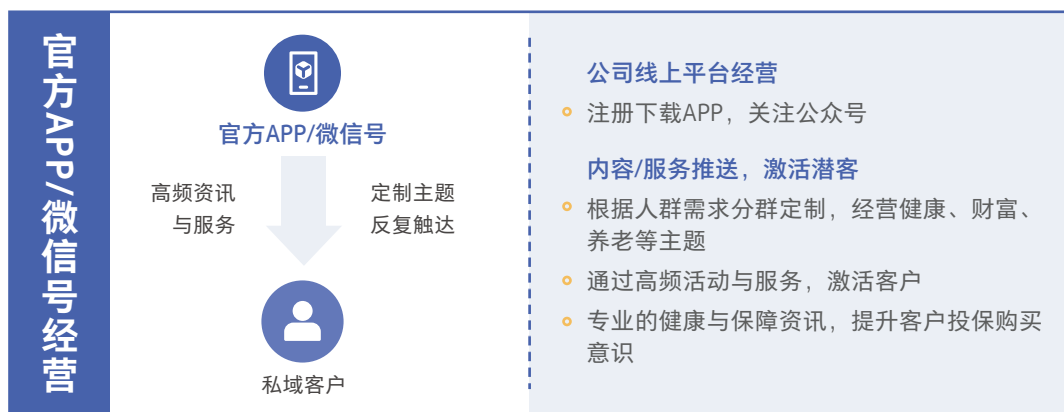 官方APP/微信号经营
官方APP/微信号
高频资讯
与服务
定制主题
反复触达
私域客户
公司线上平台经营
注册下载APP，关注公众号
内容/服务推送，激活潜客
根据人群需求分群定制，经营健康、财富、
养老等主题
通过高频活动与服务，激活客户
专业的健康与保障资讯，提升客户投保购买
意识